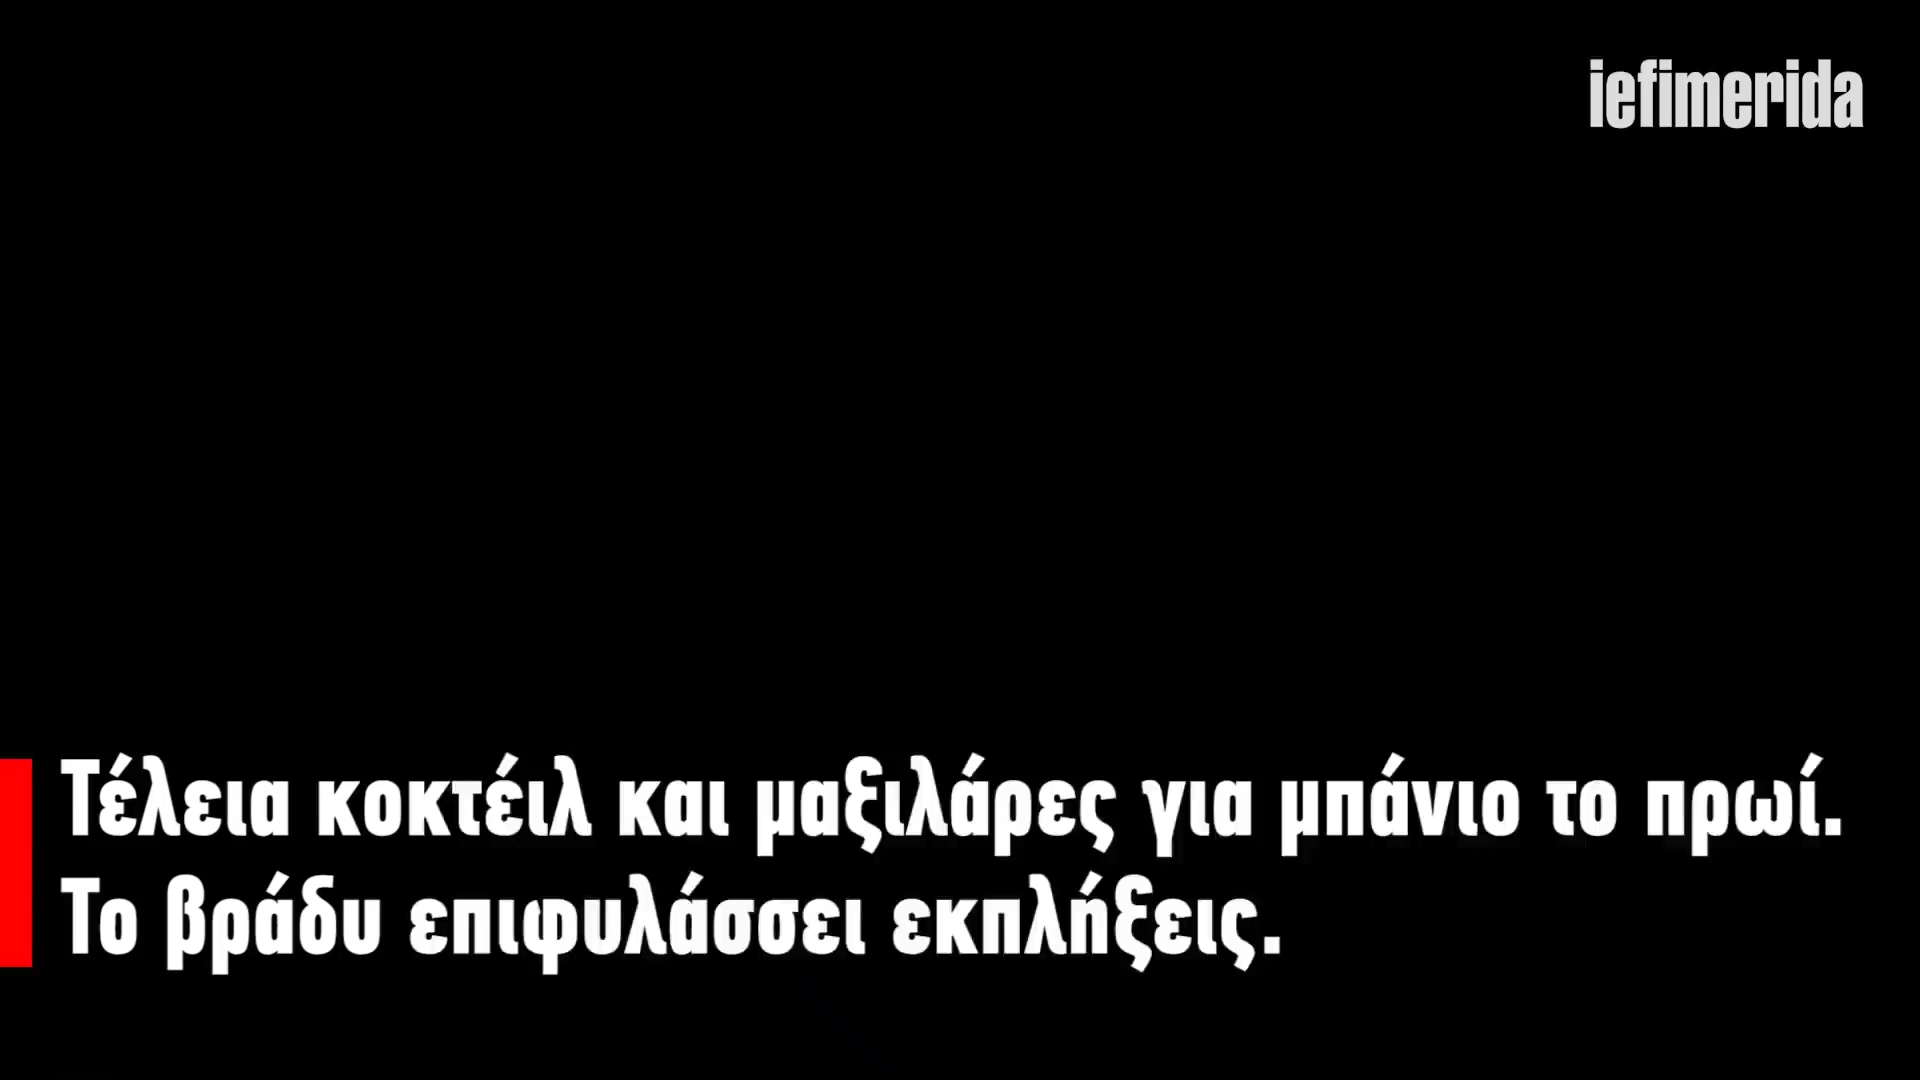 iefimerida
Τέλεια κοκτέιλ και μαξιλάρες για μπάνιο το πρωί.
Το βράδυ επιφυλάσσει εκπλήξεις.